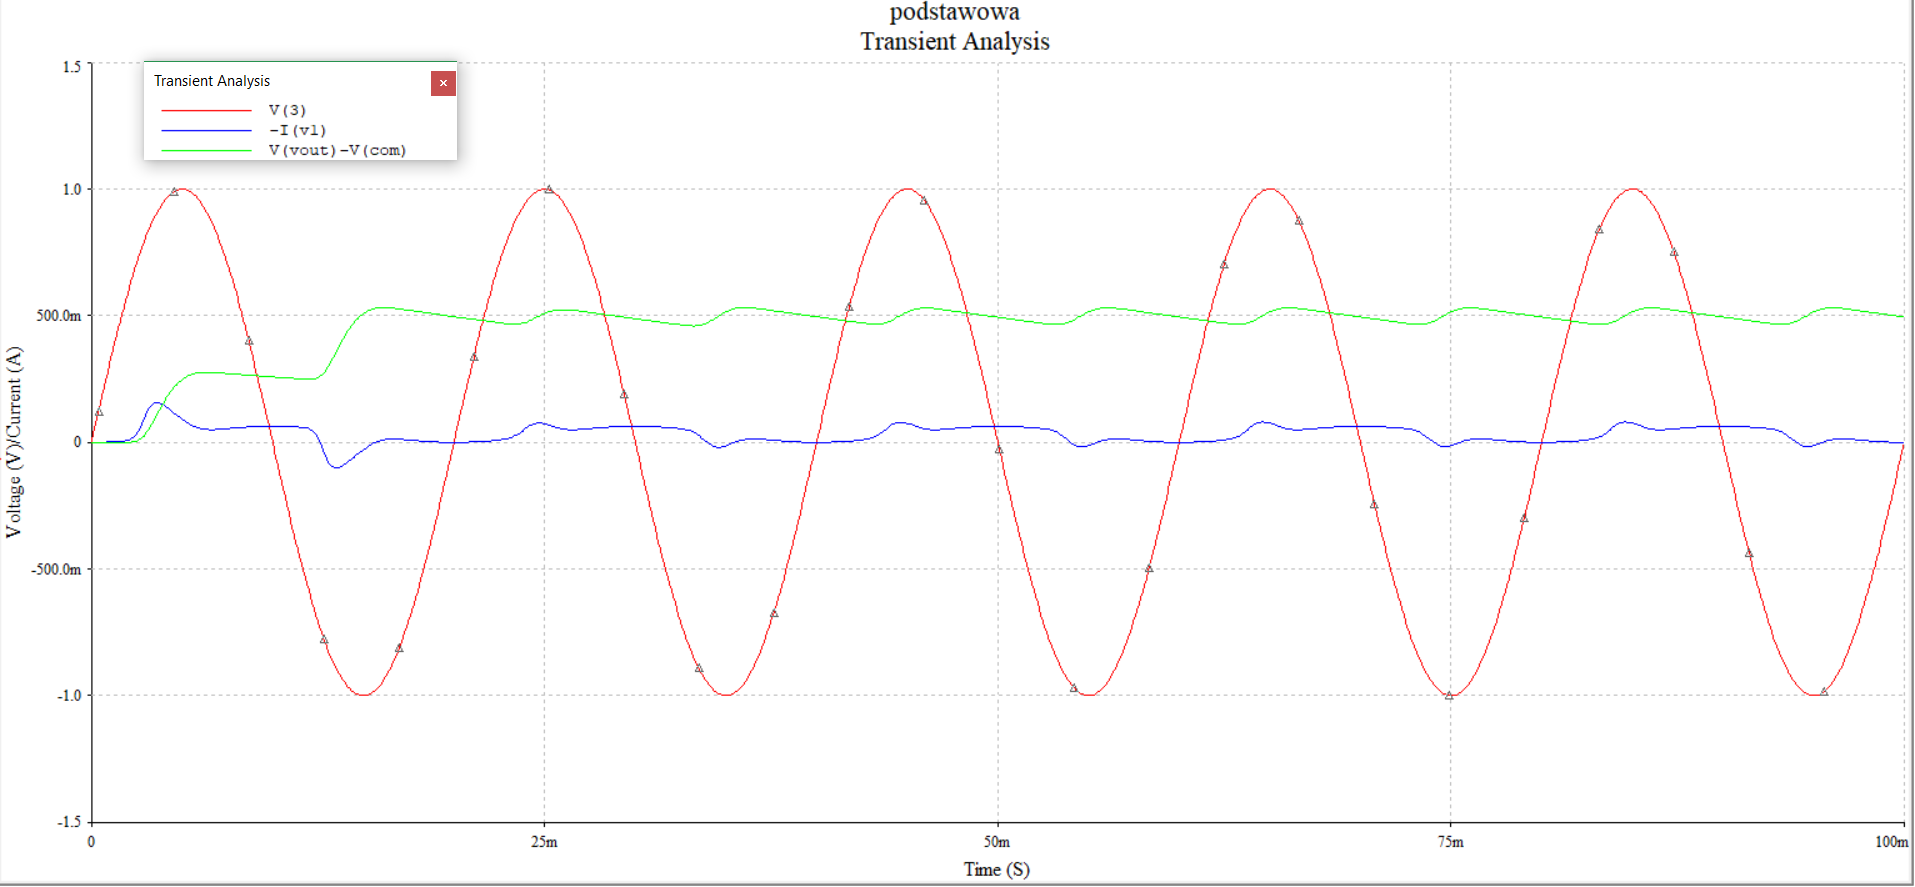 podstawowa
Transient Analysis
Transient Analysis
V(3)
-I(v1)
V(vout)-V(com)
1.5
1.0
500.0m
0
-500.0m
-1.0
-1.5
Voltage (V)/Current (A)
0 25m 50m 75m 100m
Time (S)